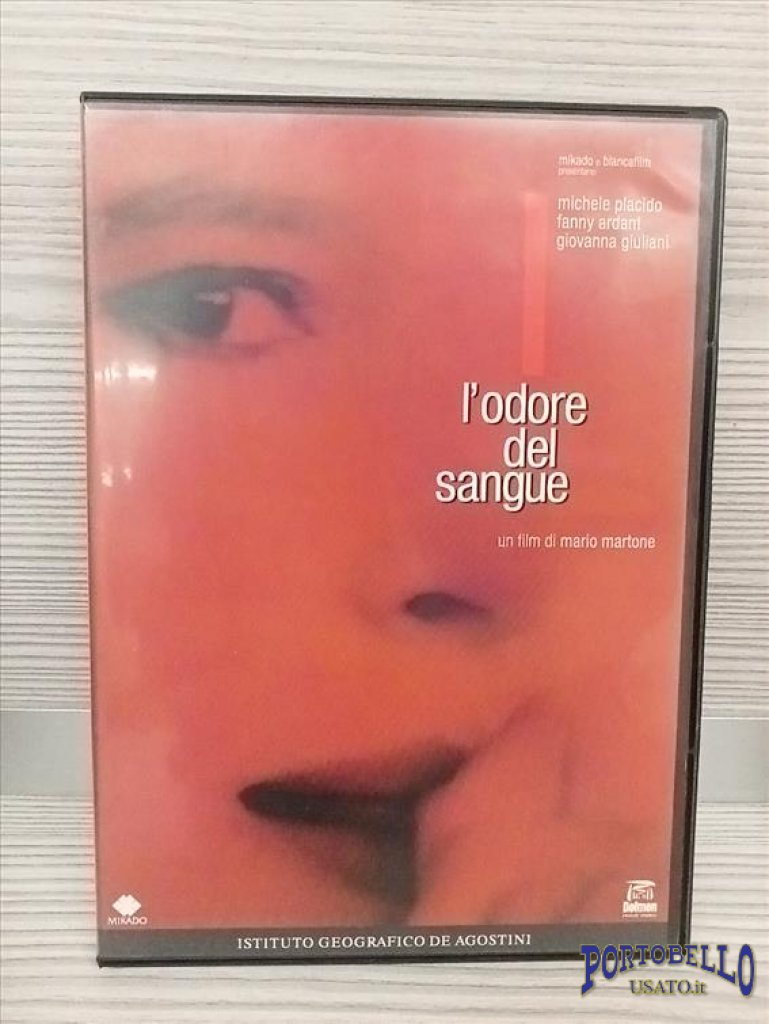 mikado e biancafilm
presentano
michele placido
fanny ardant
giovanna giuliani
l'odore
del
sangue
un film di mario martone
MIKADO
Dolmen
ISTITUTO GEOGRAFICO DE AGOSTINI
PORTOBELLO
USATO.it